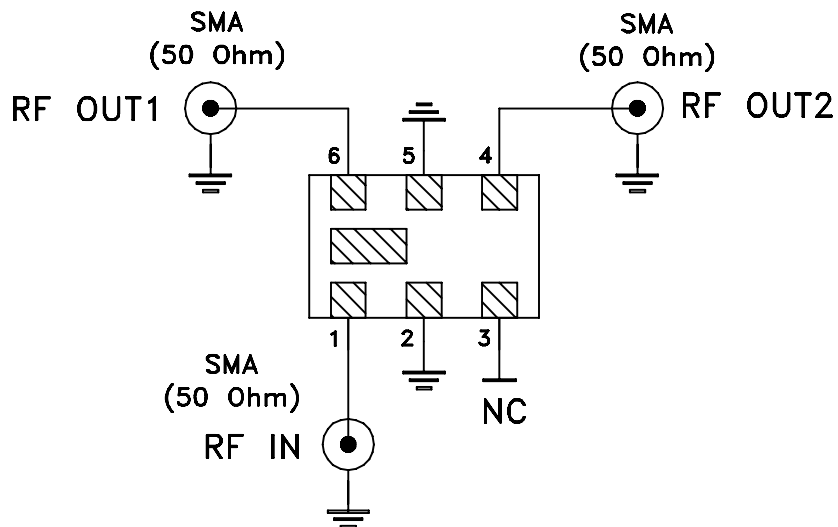 SMA
(50 Ohm)
RF OUT1
SMA
(50 Ohm)
RF OUT2
6 5 4
1 2 3
SMA
(50 Ohm)
RF IN
NC